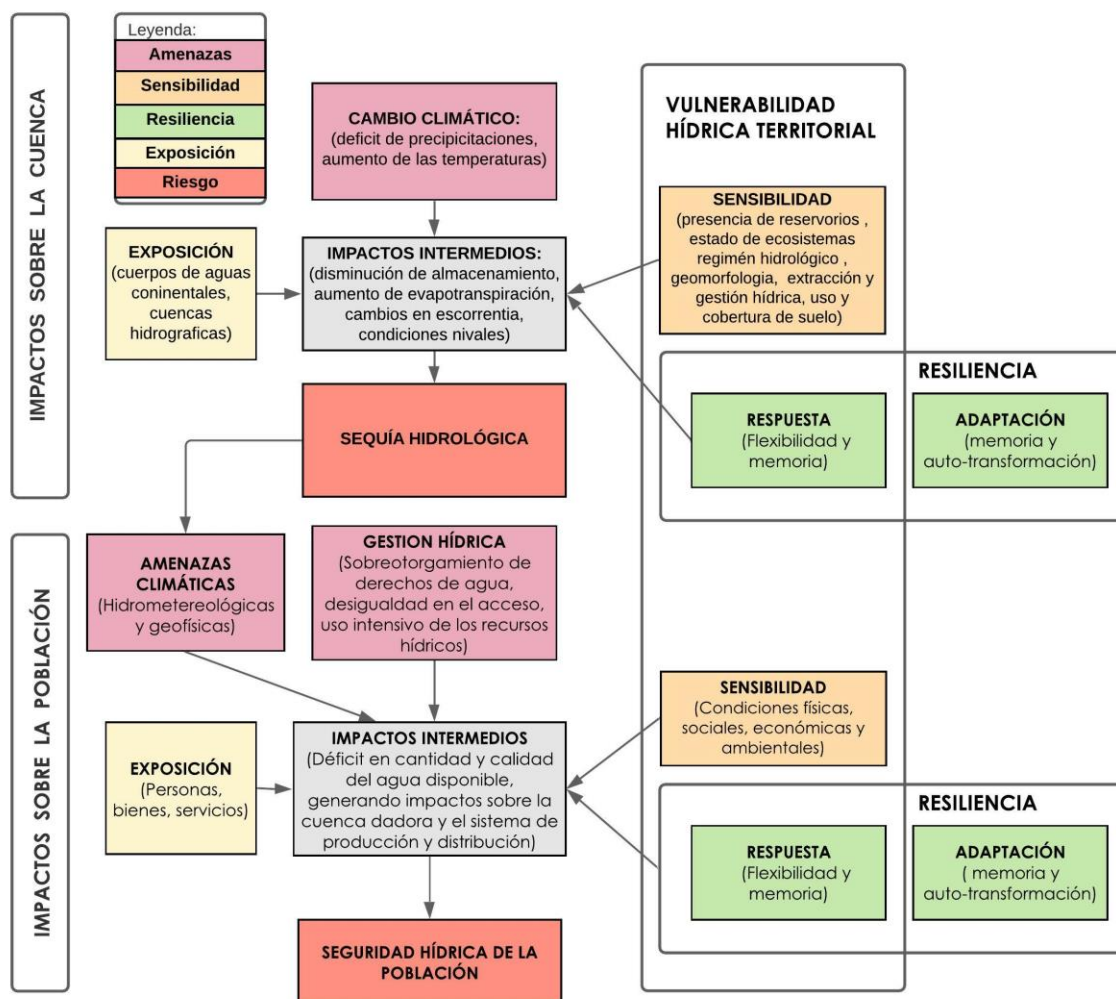 Leyenda:
Amenazas
Sensibilidad
Resiliencia
Exposición
Riesgo
IMPACTOS SOBRE LA CUENCA
CAMBIO CLIMÁTICO:
(deficit de precipicitaciones,
aumento de las temperaturas)
VULNERABILIDAD
HÍDRICA TERRITORIAL
EXPOSICIÓN
(cuerpos de aguas
coninentales,
cuencas
hidrograficas)
IMPACTOS INTERMEDIOS:
(disminución de almacenamiento,
aumento de evapotranspiración,
cambios en escorrentia,
condiciones nivales)
SENSIBILIDAD
(presencia de reservorios ,
estado de ecosistemas
regimén hidrológico ,
geomorfologia, extracción y
gestión hídrica, uso y
cobertura de suelo)
RESILIENCIA
RESPUESTA
(Flexibilidad y
memoria)
ADAPTACIÓN
(memoria y
auto-transformación)
SEQUÍA HIDROLÓGICA
IMPACTOS SOBRE LA POBLACIÓN
AMENAZAS
CLIMÁTICAS
(Hidrometereológicas
y geofísicas)
GESTION HÍDRICA
(Sobreotorgamiento de
derechos de agua,
desigualdad en el acceso,
uso intensivo de los recursos
hídricos)
EXPOSICIÓN
(Personas,
bienes, servicios)
IMPACTOS INTERMEDIOS
(Déficit en cantidad y calidad
del agua disponible,
generando impactos sobre la
cuenca dadora y el sistema de
producción y distribución)
SENSIBILIDAD
(Condiciones físicas,
sociales, económicas y
ambientales)
RESILIENCIA
RESPUESTA
(Flexibilidad y
memoria)
ADAPTACIÓN
( memoria y
auto-transformación)
SEGURIDAD HÍDRICA DE LA
POBLACIÓN